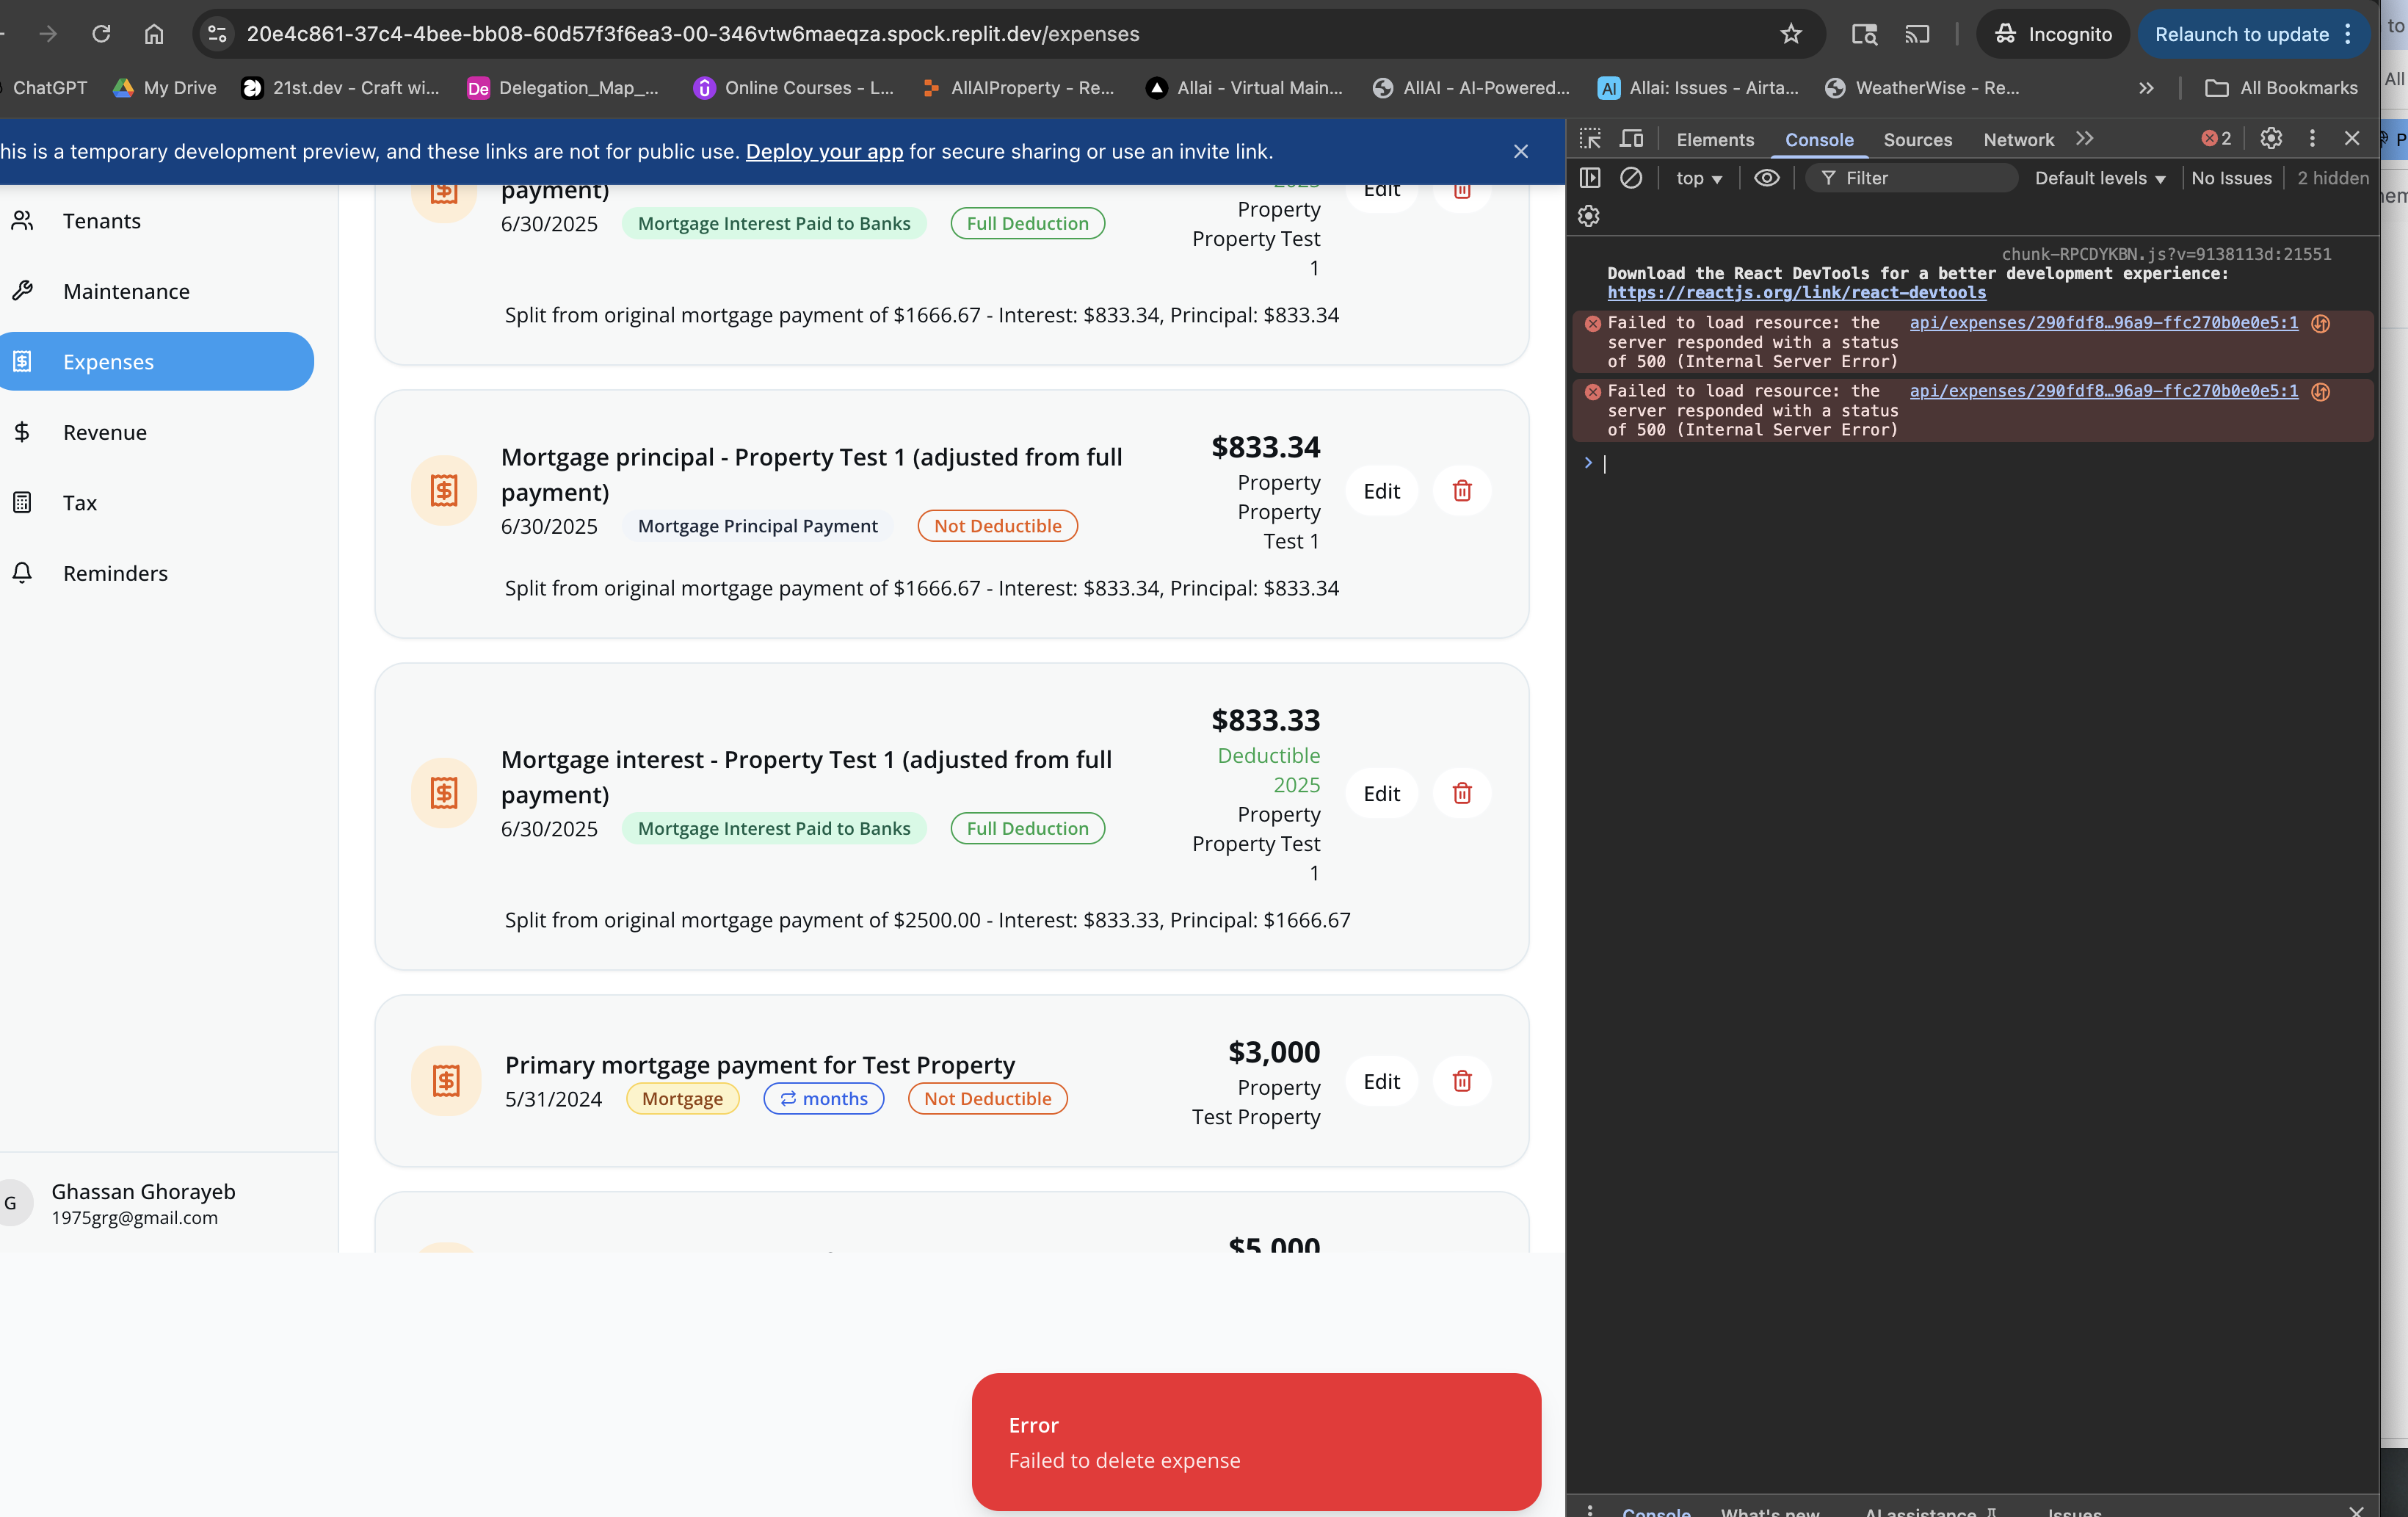 20e4c861-37c4-4bee-bb08-60d57f3f6ea3-00-346vtw6maeqza.spock.replit.dev/expenses
Incognito
Relaunch to update
to
ChatGPT
My Drive
21st.dev - Craft wi...
De
Delegation_Map_...
Online Courses - L...
AllAIProperty - Re...
Allai - Virtual Main...
AllAI - AI-Powered...
AI
Allai: Issues - Airta...
WeatherWise - Re...
All Bookmarks
All
his is a temporary development preview, and these links are not for public use. Deploy your app for secure sharing or use an invite link.
Tenants
Maintenance
Expenses
Revenue
Tax
Reminders
G
Ghassan Ghorayeb
1975grg@gmail.com
payment)
6/30/2025
Mortgage Interest Paid to Banks
Full Deduction
2025
Property
Property Test
1
Edit
Split from original mortgage payment of $1666.67 - Interest: $833.34, Principal: $833.34
Mortgage principal - Property Test 1 (adjusted from full
payment)
6/30/2025
Mortgage Principal Payment
Not Deductible
$833.34
Property
Property
Test 1
Edit
Split from original mortgage payment of $1666.67 - Interest: $833.34, Principal: $833.34
Mortgage interest - Property Test 1 (adjusted from full
payment)
6/30/2025
Mortgage Interest Paid to Banks
Full Deduction
$833.33
Deductible
2025
Property
Property Test
1
Edit
Split from original mortgage payment of $2500.00 - Interest: $833.33, Principal: $1666.67
Primary mortgage payment for Test Property
5/31/2024
Mortgage
months
Not Deductible
$3,000
Property
Test Property
Edit
$5,000
Error
Failed to delete expense
Elements
Console
Sources
Network
2
top
Filter
Default levels
No Issues
2 hidden
chunk-RPCDYKBN.js?v=9138113d:21551
Download the React DevTools for a better development experience:
https://reactjs.org/link/react-devtools
Failed to load resource: the
api/expenses/290fdf8…96a9-ffc270b0e0e5:1
server responded with a status
of 500 (Internal Server Error)
Failed to load resource: the
api/expenses/290fdf8…96a9-ffc270b0e0e5:1
server responded with a status
of 500 (Internal Server Error)
Console
What's new
AI assistance
Issues